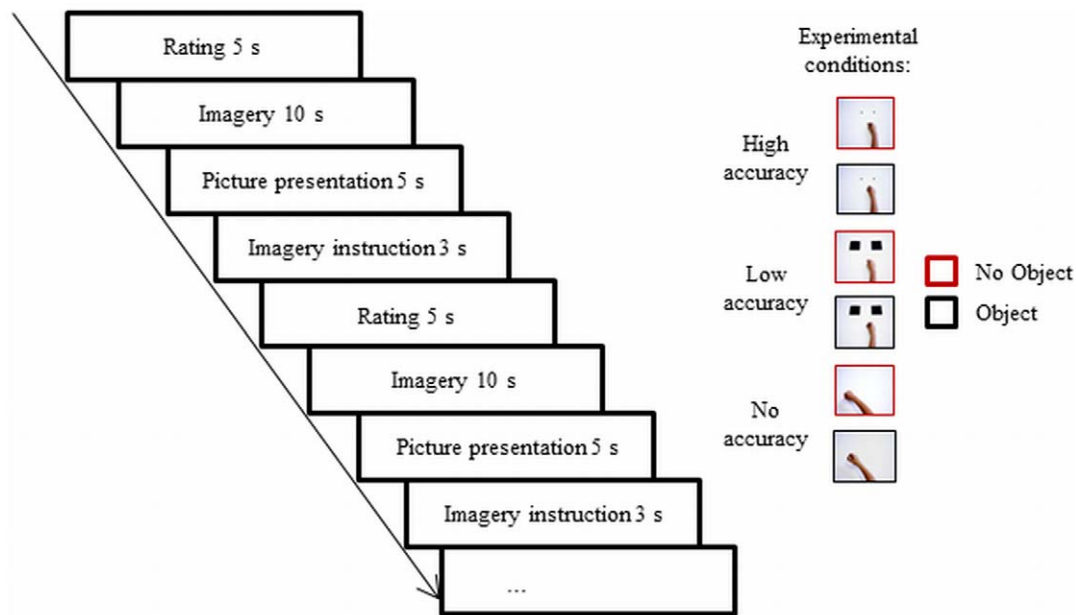 Rating 5 s
Imagery 10 s
Picture presentation 5 s
Imagery instruction 3 s
Rating 5 s
Imagery 10 s
Picture presentation 5 s
Imagery instruction 3 s
...
Experimental
conditions:
High
accuracy
Low
accuracy
No
accuracy
No Object
Object